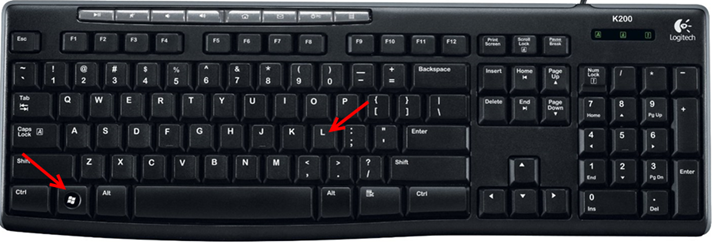 K200
Logitech
Esc F1 F2 F3 F4 F5 F6 F7 F8 F9 F10 F11 F12 Print Screen Scroll Lock Pause Break
~ ` ! 1 @ 2 # 3 $ 4 % 5 ^ 6 & 7 * 8 ( 9 ) 0 — - + = Backspace Insert Home Page Up Num Lock / * -
Tab Q W E R T Y U I O P { [ } ] | \ Delete End Page Down 7 Home 8 9 Pg Up +
Caps Lock A A S D F G H J K L : ; " ' Enter 4 5 6
Shift Z X C V B N M < , > . ? / Shift 1 End 2 3 Pg Dn Enter
Ctrl Alt Alt Ctrl 0 Ins . Del